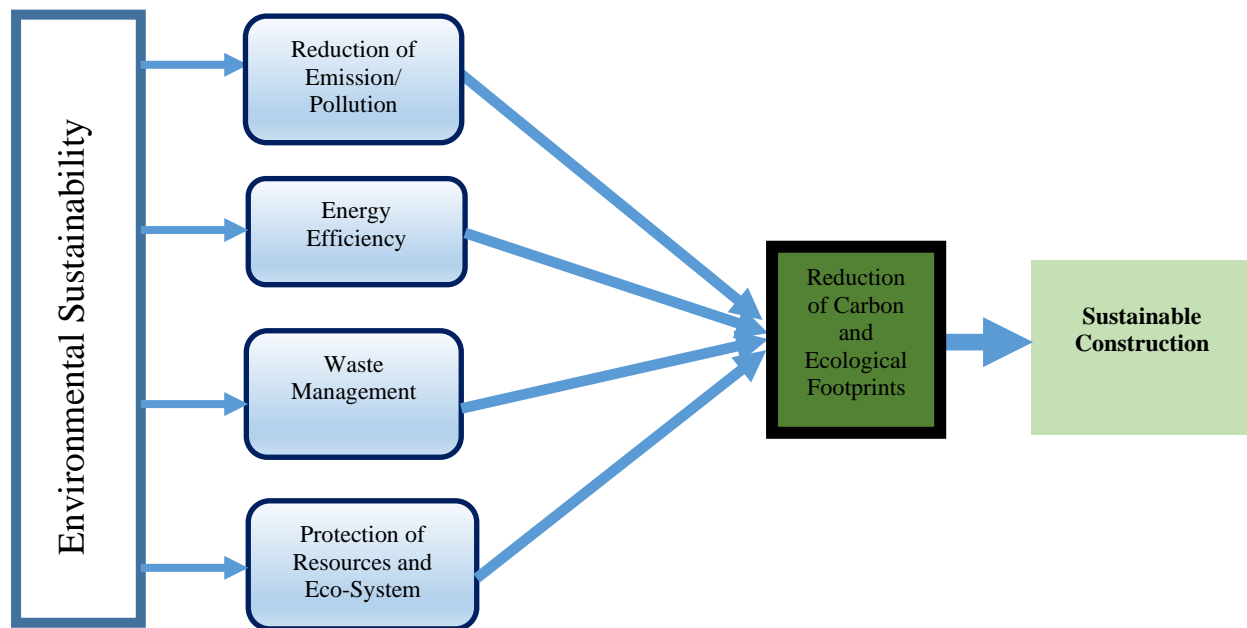 Environmental Sustainability
Reduction of
Emission/
Pollution
Energy
Efficiency
Waste
Management
Protection of
Resources and
Eco-System
Reduction
of Carbon
and
Ecological
Footprints
Sustainable
Construction